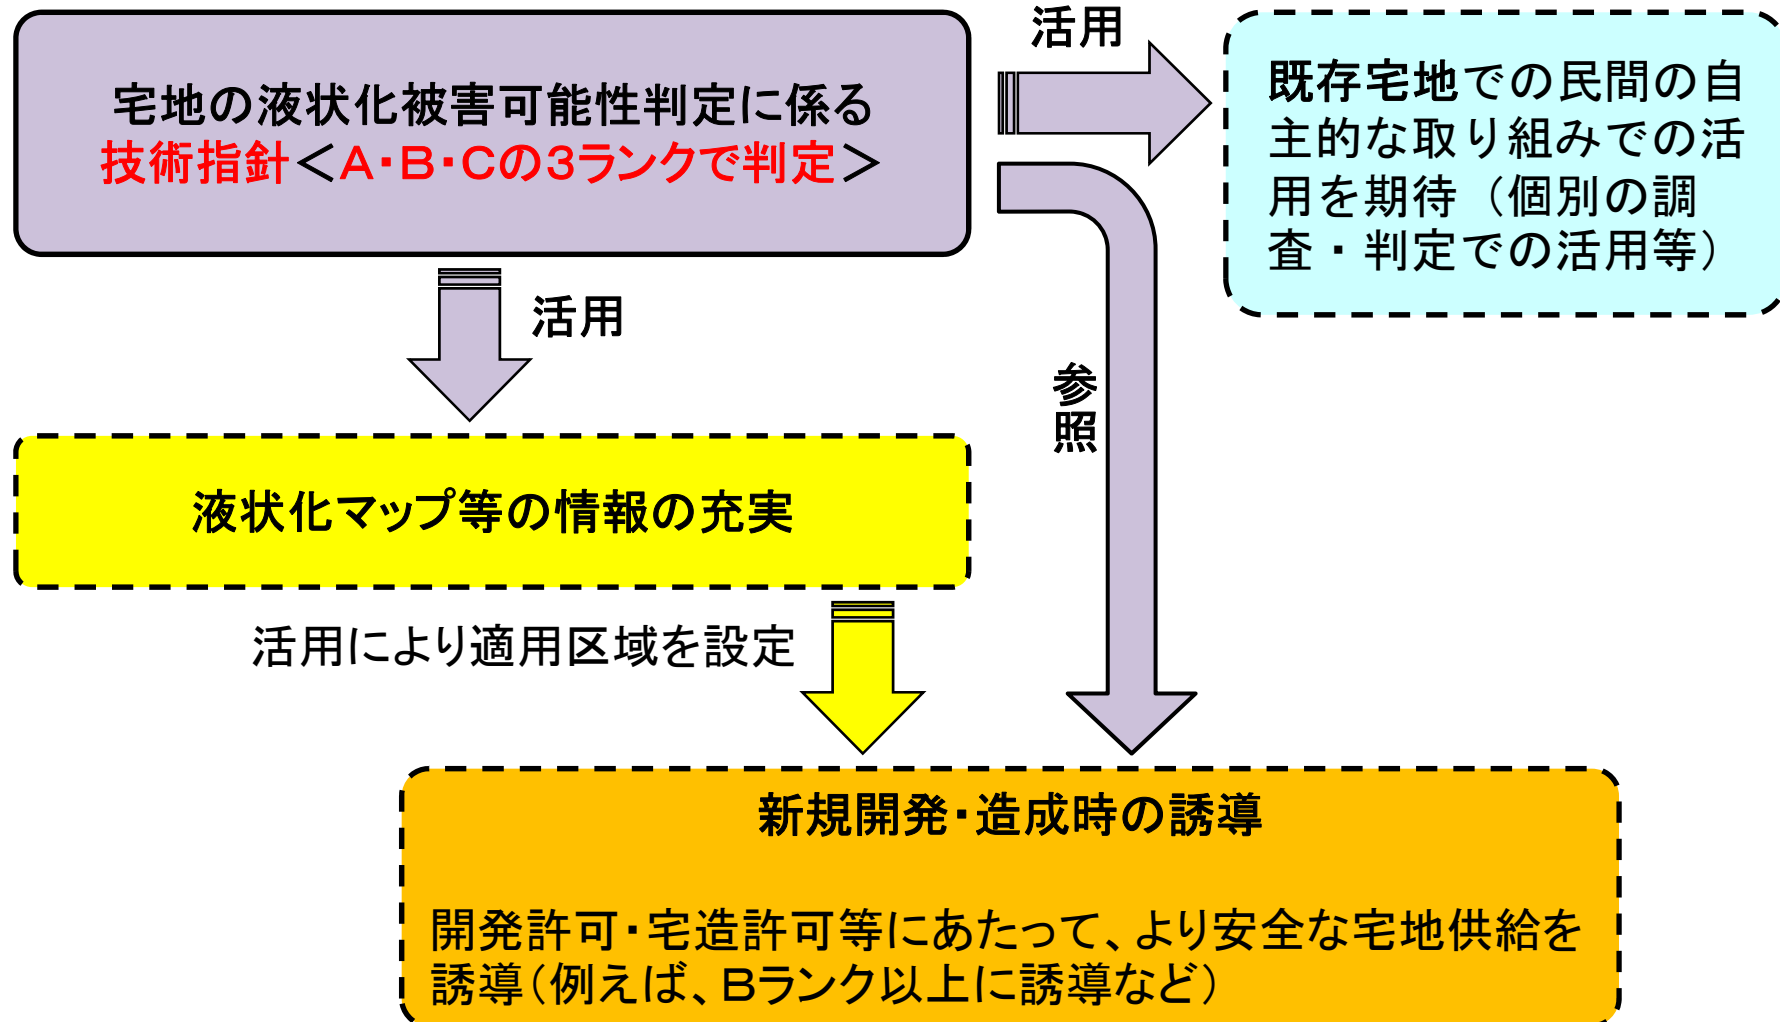 宅地の液状化被害可能性判定に係る
技術指針＜A・B・Cの3ランクで判定＞
活用
既存宅地での民間の自
主的な取り組みでの活
用を期待（個別の調
査・判定での活用等）
活用
参照
液状化マップ等の情報の充実
活用により適用区域を設定
新規開発・造成時の誘導
開発許可・宅造許可等にあたって、より安全な宅地供給を
誘導（例えば、Bランク以上に誘導など）